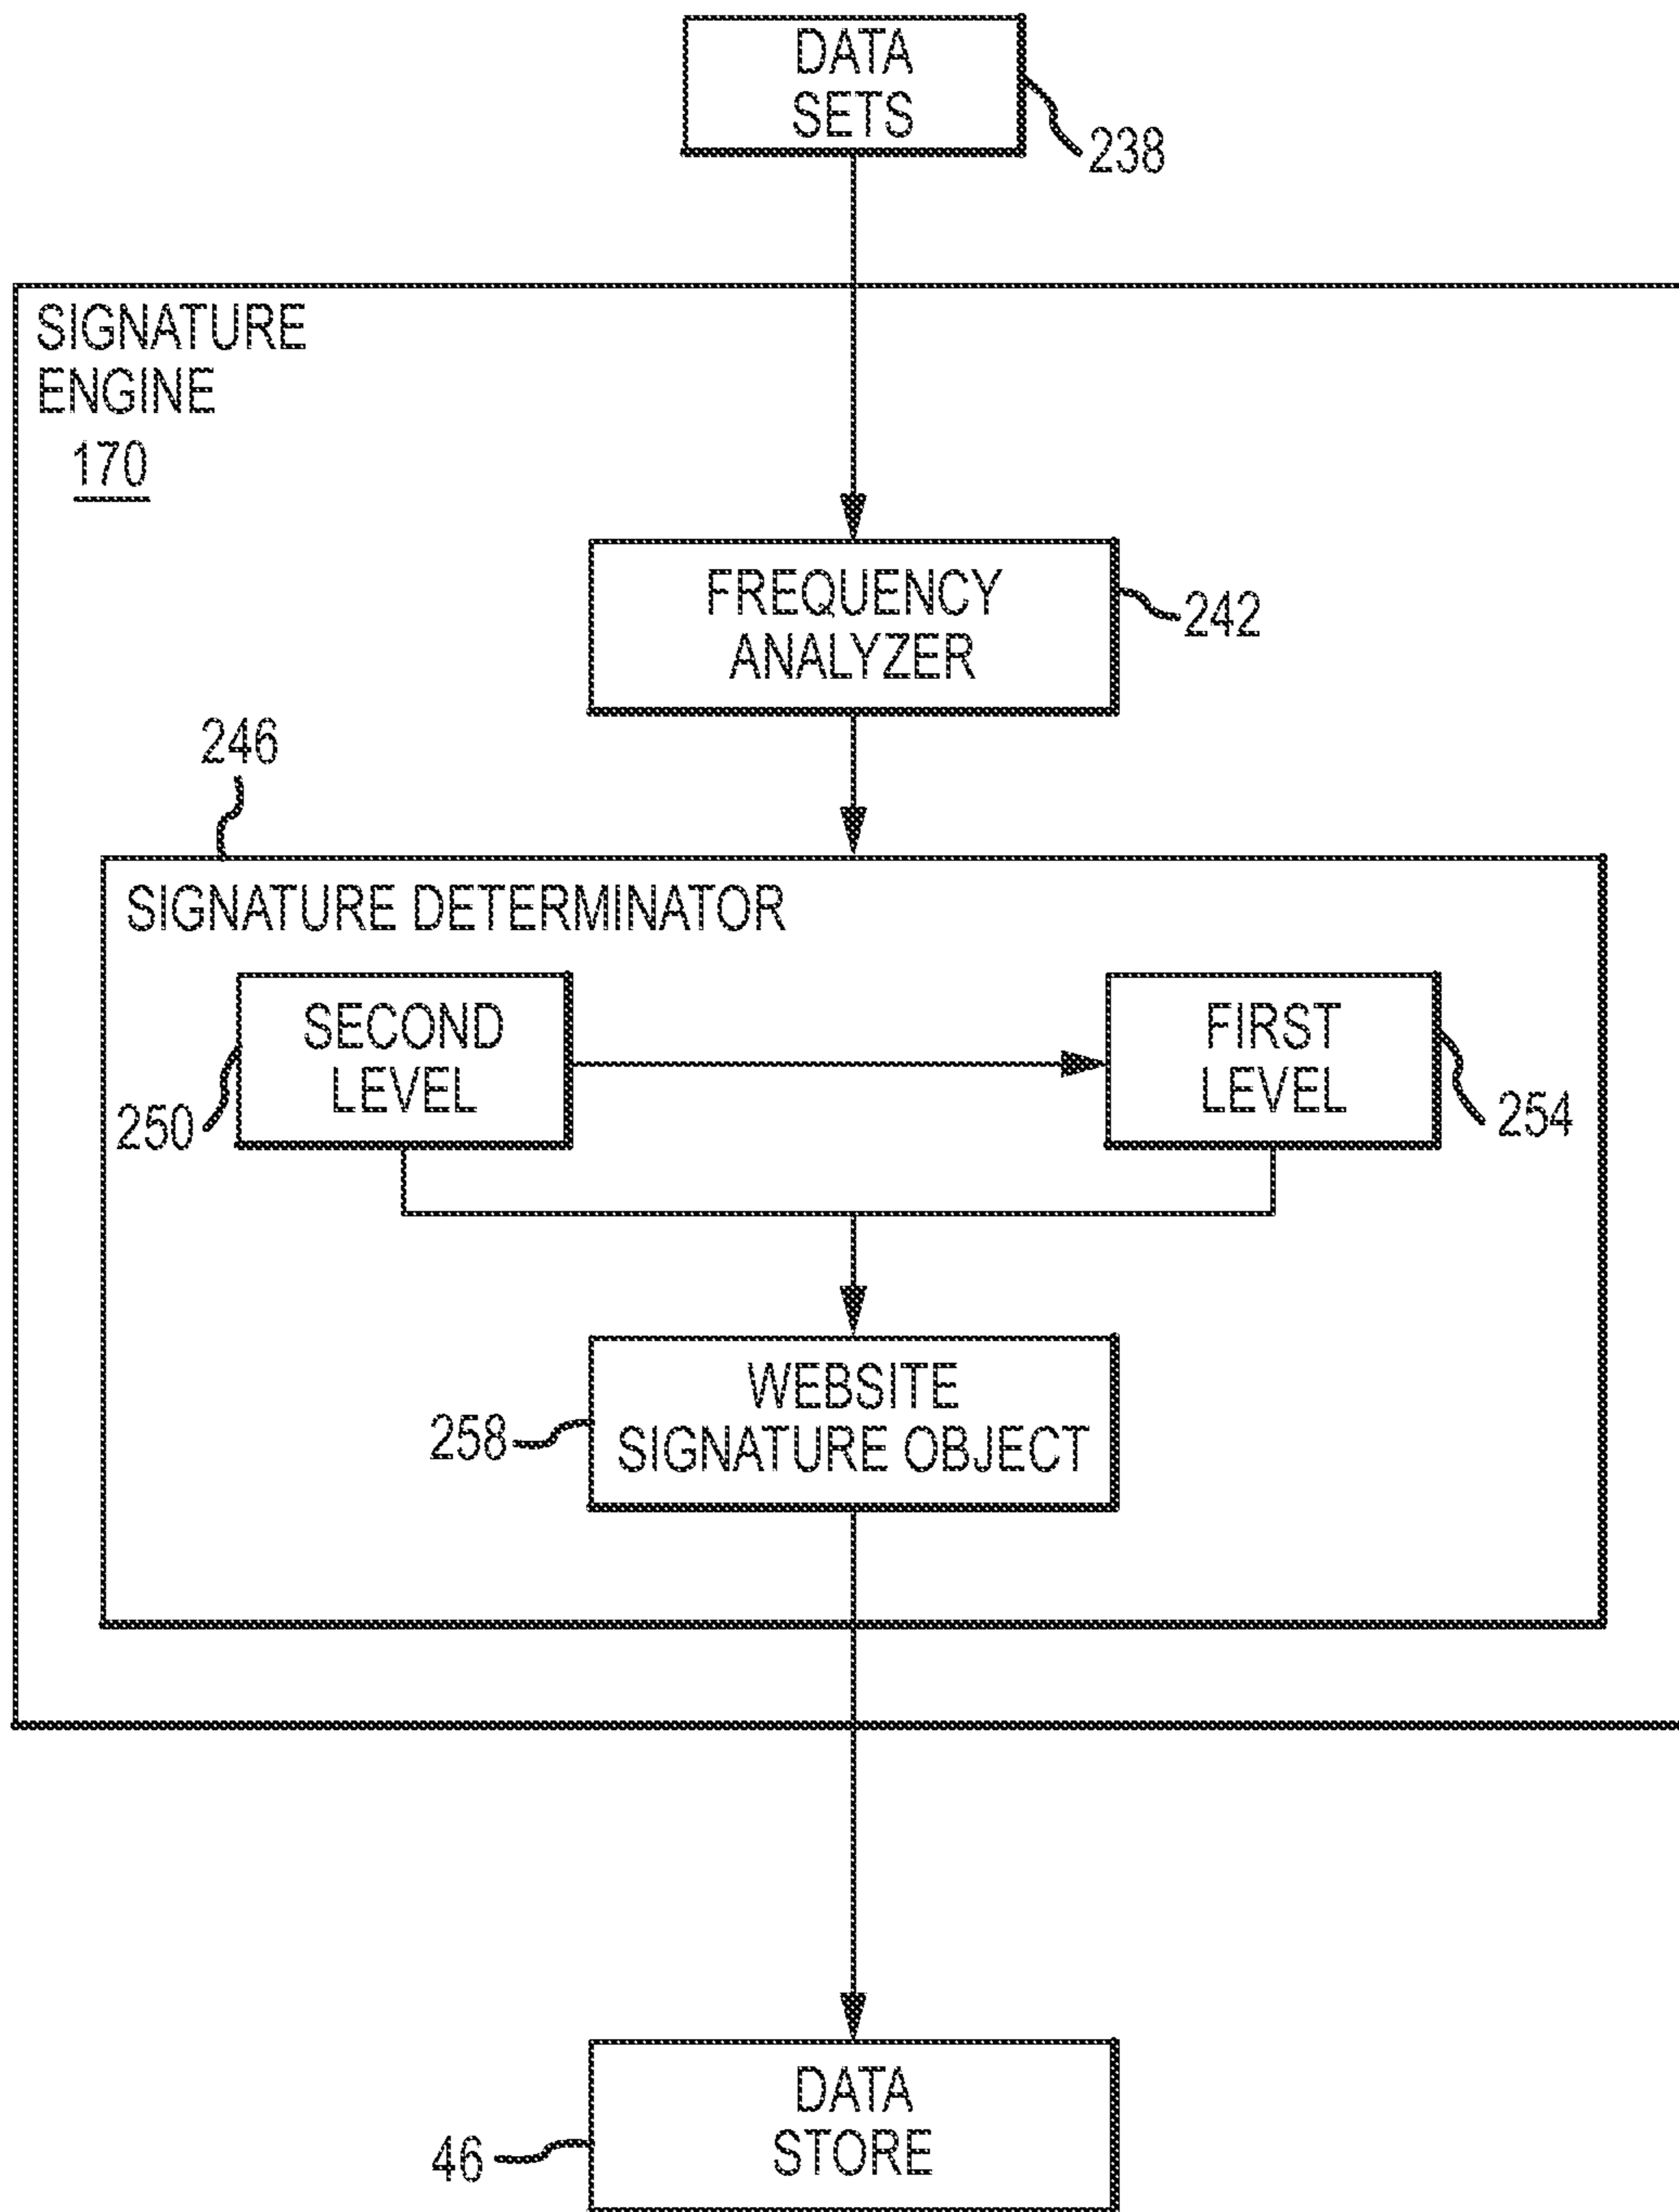 DATA
SETS
238
SIGNATURE
ENGINE
170
FREQUENCY
ANALYZER
242
246
SIGNATURE DETERMINATOR
SECOND
LEVEL
250
FIRST
LEVEL
254
WEBSITE
SIGNATURE OBJECT
258
DATA
STORE
46